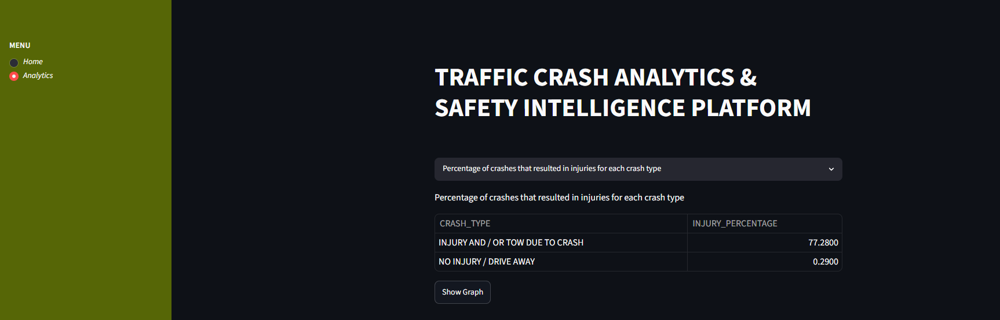 MENU
Home
Analytics
TRAFFIC CRASH ANALYTICS &
SAFETY INTELLIGENCE PLATFORM
Percentage of crashes that resulted in injuries for each crash type
Percentage of crashes that resulted in injuries for each crash type
CRASH_TYPE INJURY_PERCENTAGE
INJURY AND / OR TOW DUE TO CRASH 77.2800
NO INJURY / DRIVE AWAY 0.2900
Show Graph